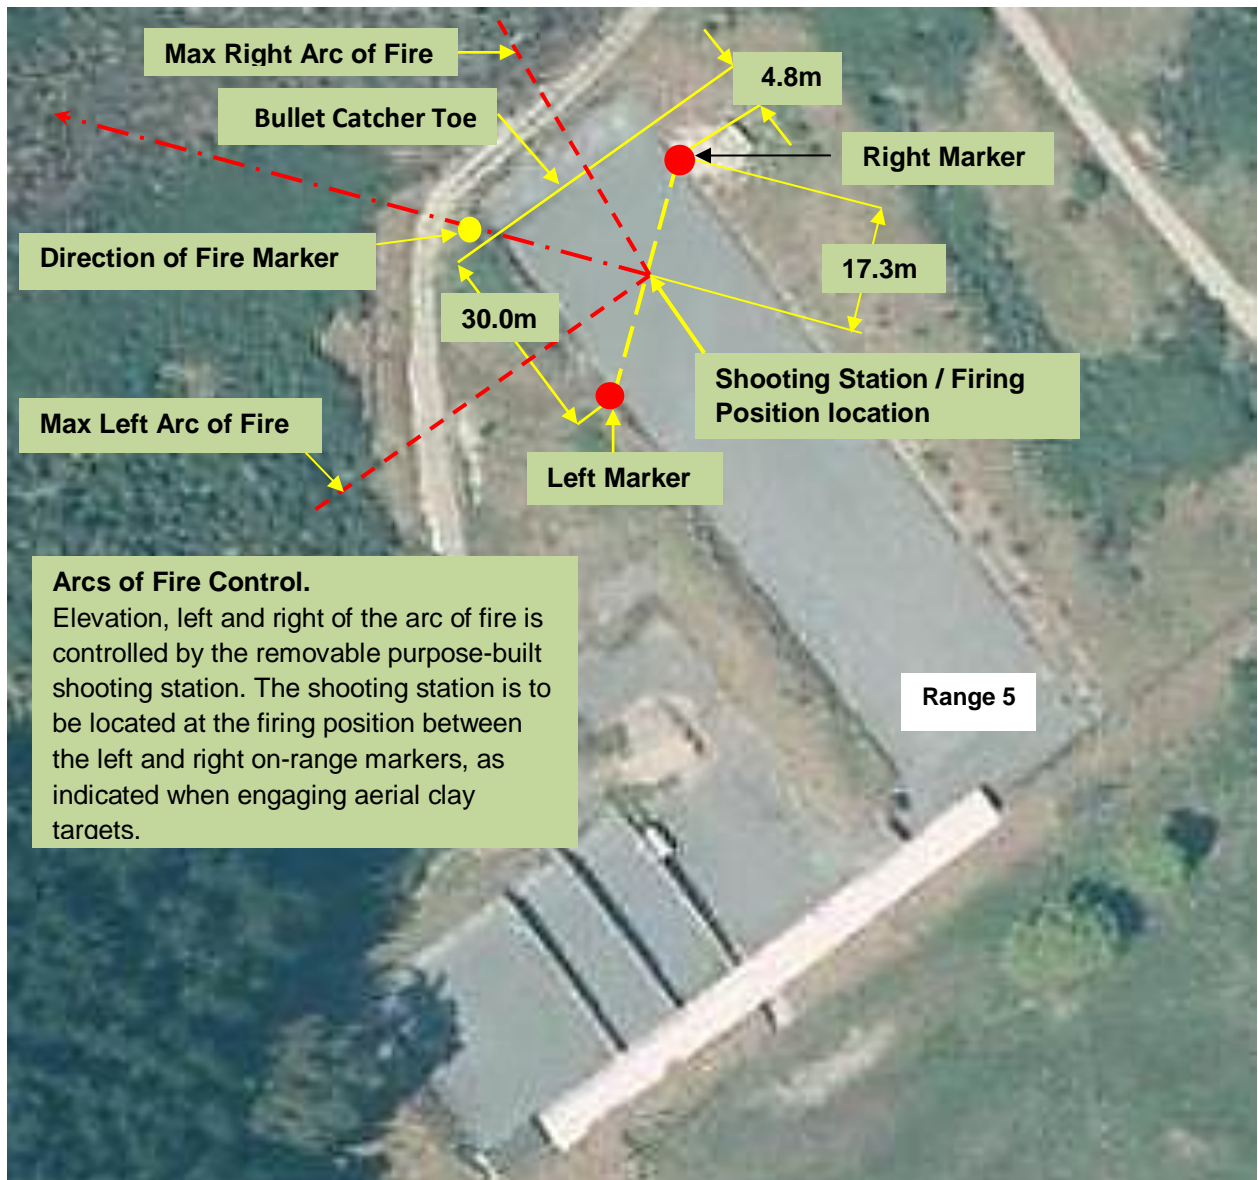 Max Right Arc of Fire
4.8m
Bullet Catcher Toe
Right Marker
Direction of Fire Marker
17.3m
30.0m
Shooting Station / Firing
Position location
Max Left Arc of Fire
Left Marker
Arcs of Fire Control.
Elevation, left and right of the arc of fire is
controlled by the removable purpose-built
shooting station. The shooting station is to
be located at the firing position between
the left and right on-range markers, as
indicated when engaging aerial clay
targets.
Range 5